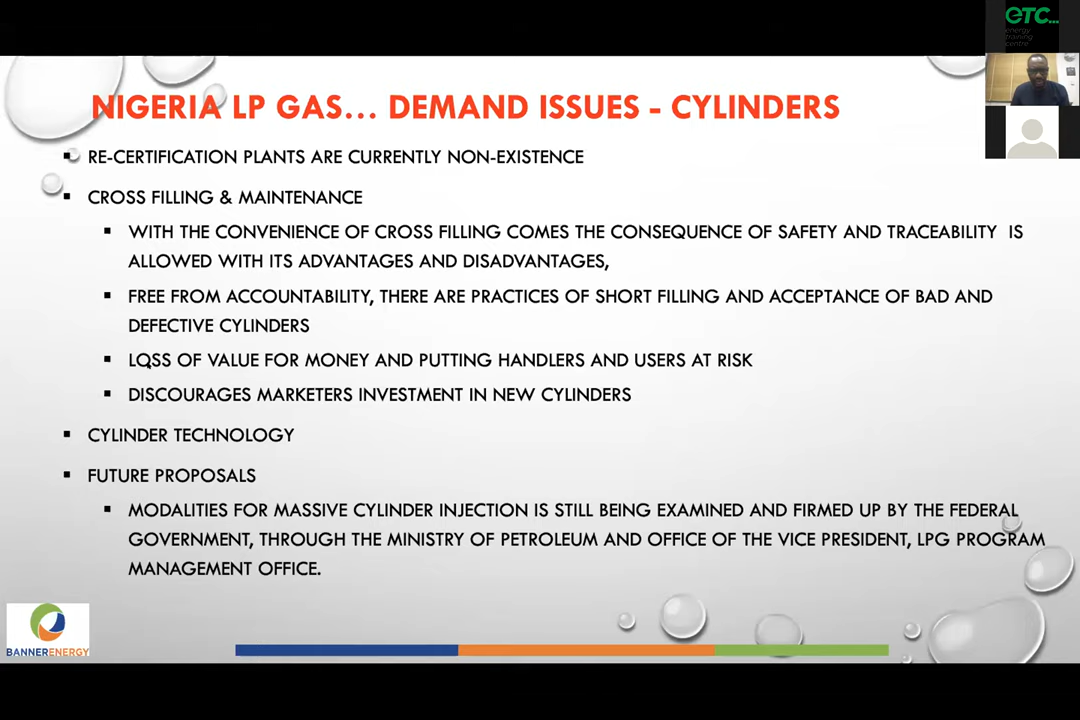 eTC...
energy
training
centre
NIGERIA LP GAS... DEMAND ISSUES - CYLINDERS
▪ RE-CERTIFICATION PLANTS ARE CURRENTLY NON-EXISTENCE
▪ CROSS FILLING & MAINTENANCE
▪ WITH THE CONVENIENCE OF CROSS FILLING COMES THE CONSEQUENCE OF SAFETY AND TRACEABILITY IS
ALLOWED WITH ITS ADVANTAGES AND DISADVANTAGES,
▪ FREE FROM ACCOUNTABILITY, THERE ARE PRACTICES OF SHORT FILLING AND ACCEPTANCE OF BAD AND
DEFECTIVE CYLINDERS
▪ LOSS OF VALUE FOR MONEY AND PUTTING HANDLERS AND USERS AT RISK
▪ DISCOURAGES MARKETERS INVESTMENT IN NEW CYLINDERS
▪ CYLINDER TECHNOLOGY
▪ FUTURE PROPOSALS
▪ MODALITIES FOR MASSIVE CYLINDER INJECTION IS STILL BEING EXAMINED AND FIRMED UP BY THE FEDERAL
GOVERNMENT, THROUGH THE MINISTRY OF PETROLEUM AND OFFICE OF THE VICE PRESIDENT, LPG PROGRAM
MANAGEMENT OFFICE.
BANNERENERGY